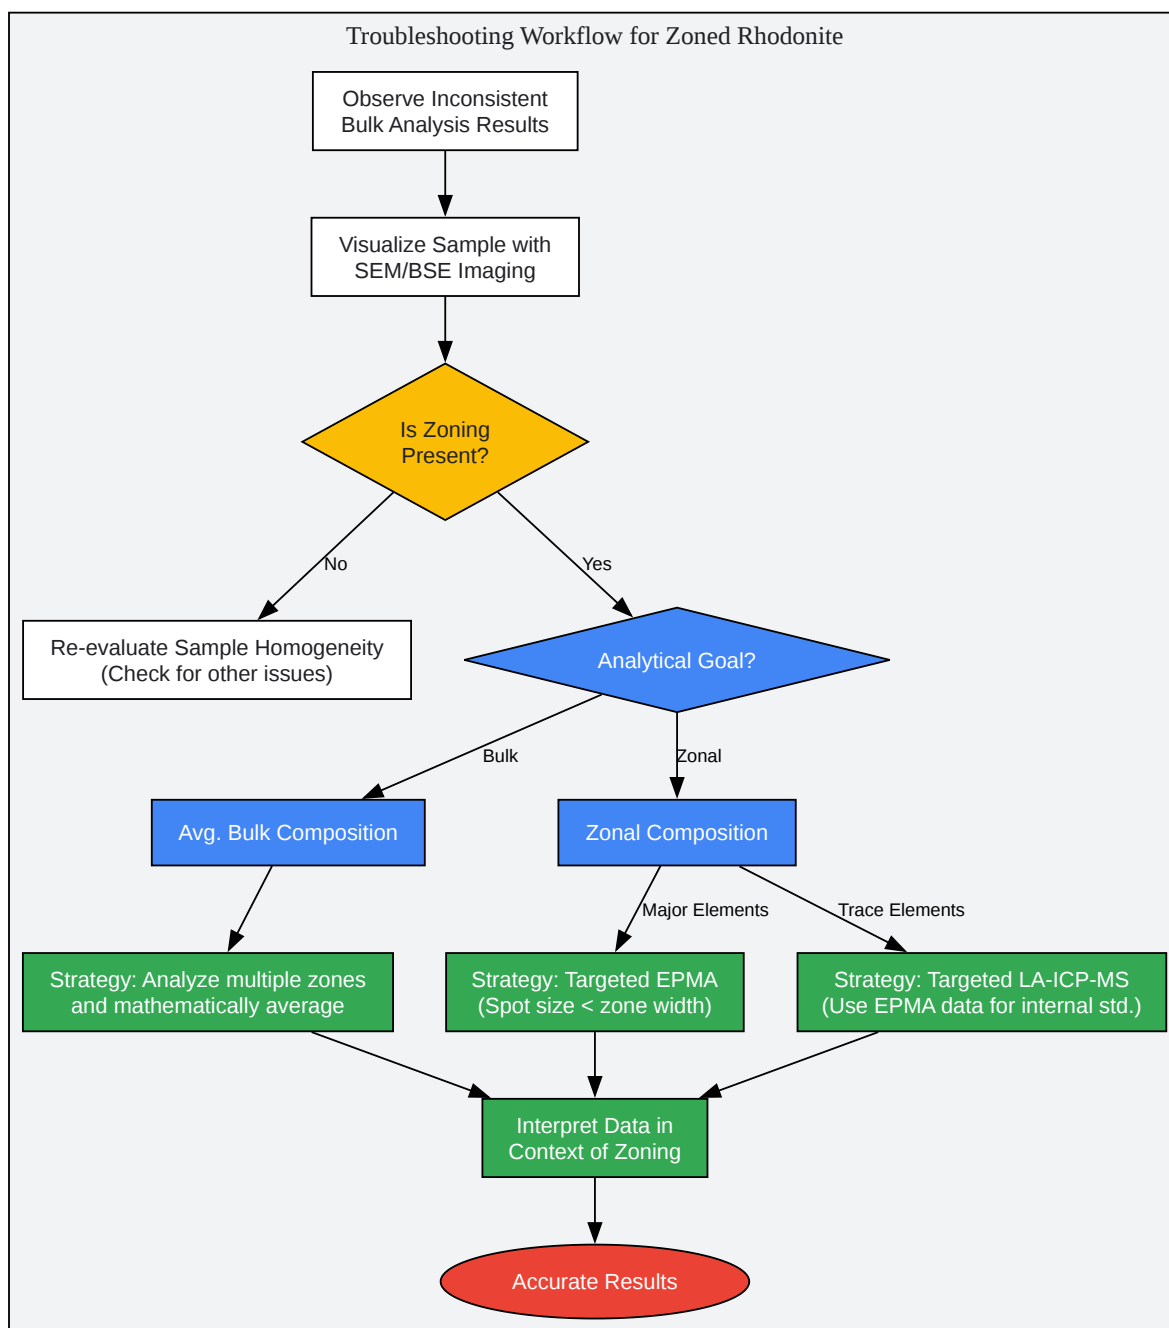 Troubleshooting Workflow for Zoned Rhodonite
Observe Inconsistent
Bulk Analysis Results
Visualize Sample with
SEM/BSE Imaging
Is Zoning
Present?
No
Yes
Re-evaluate Sample Homogeneity
(Check for other issues)
Analytical Goal?
Bulk
Zonal
Avg. Bulk Composition
Zonal Composition
Major Elements
Trace Elements
Strategy: Analyze multiple zones
and mathematically average
Strategy: Targeted EPMA
(Spot size < zone width)
Strategy: Targeted LA-ICP-MS
(Use EPMA data for internal std.)
Interpret Data in
Context of Zoning
Accurate Results